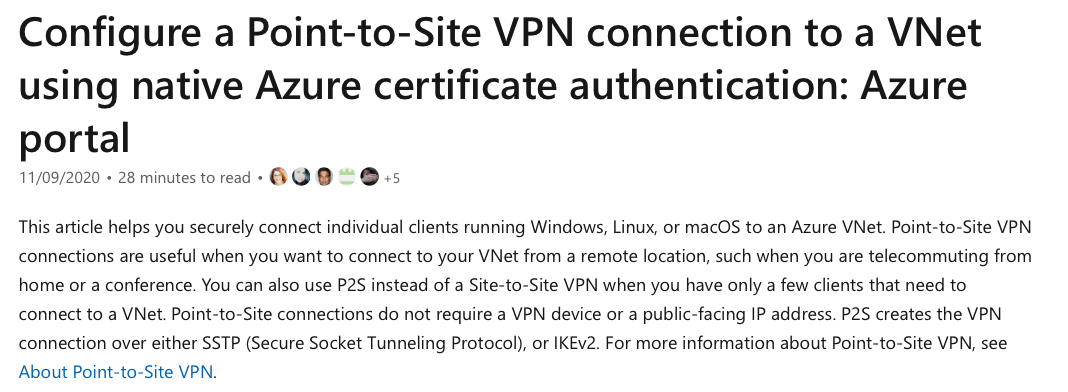 Configure a Point-to-Site VPN connection to a VNet
using native Azure certificate authentication: Azure
portal
11/09/2020 • 28 minutes to read • +5
This article helps you securely connect individual clients running Windows, Linux, or macOS to an Azure VNet. Point-to-Site VPN
connections are useful when you want to connect to your VNet from a remote location, such when you are telecommuting from
home or a conference. You can also use P2S instead of a Site-to-Site VPN when you have only a few clients that need to
connect to a VNet. Point-to-Site connections do not require a VPN device or a public-facing IP address. P2S creates the VPN
connection over either SSTP (Secure Socket Tunneling Protocol), or IKEv2. For more information about Point-to-Site VPN, see
About Point-to-Site VPN.